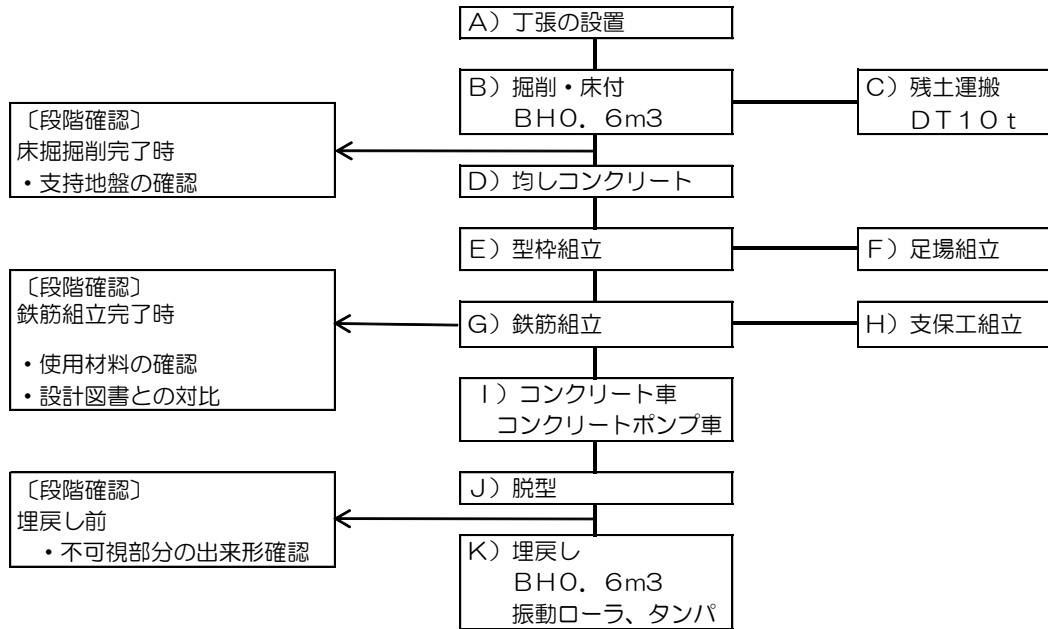 A）丁張の設置
B）掘削・床付
BH0．6m3
C）残土運搬
DT10t
〔段階確認〕
床掘掘削完了時
・支持地盤の確認
D）均しコンクリート
E）型枠組立
F）足場組立
〔段階確認〕
鉄筋組立完了時
・使用材料の確認
・設計図書との対比
G）鉄筋組立
H）支保工組立
I）コンクリート車
コンクリートポンプ車
J）脱型
〔段階確認〕
埋戻し前
・不可視部分の出来形確認
K）埋戻し
BH0．6m3
振動ローラ、タンパ